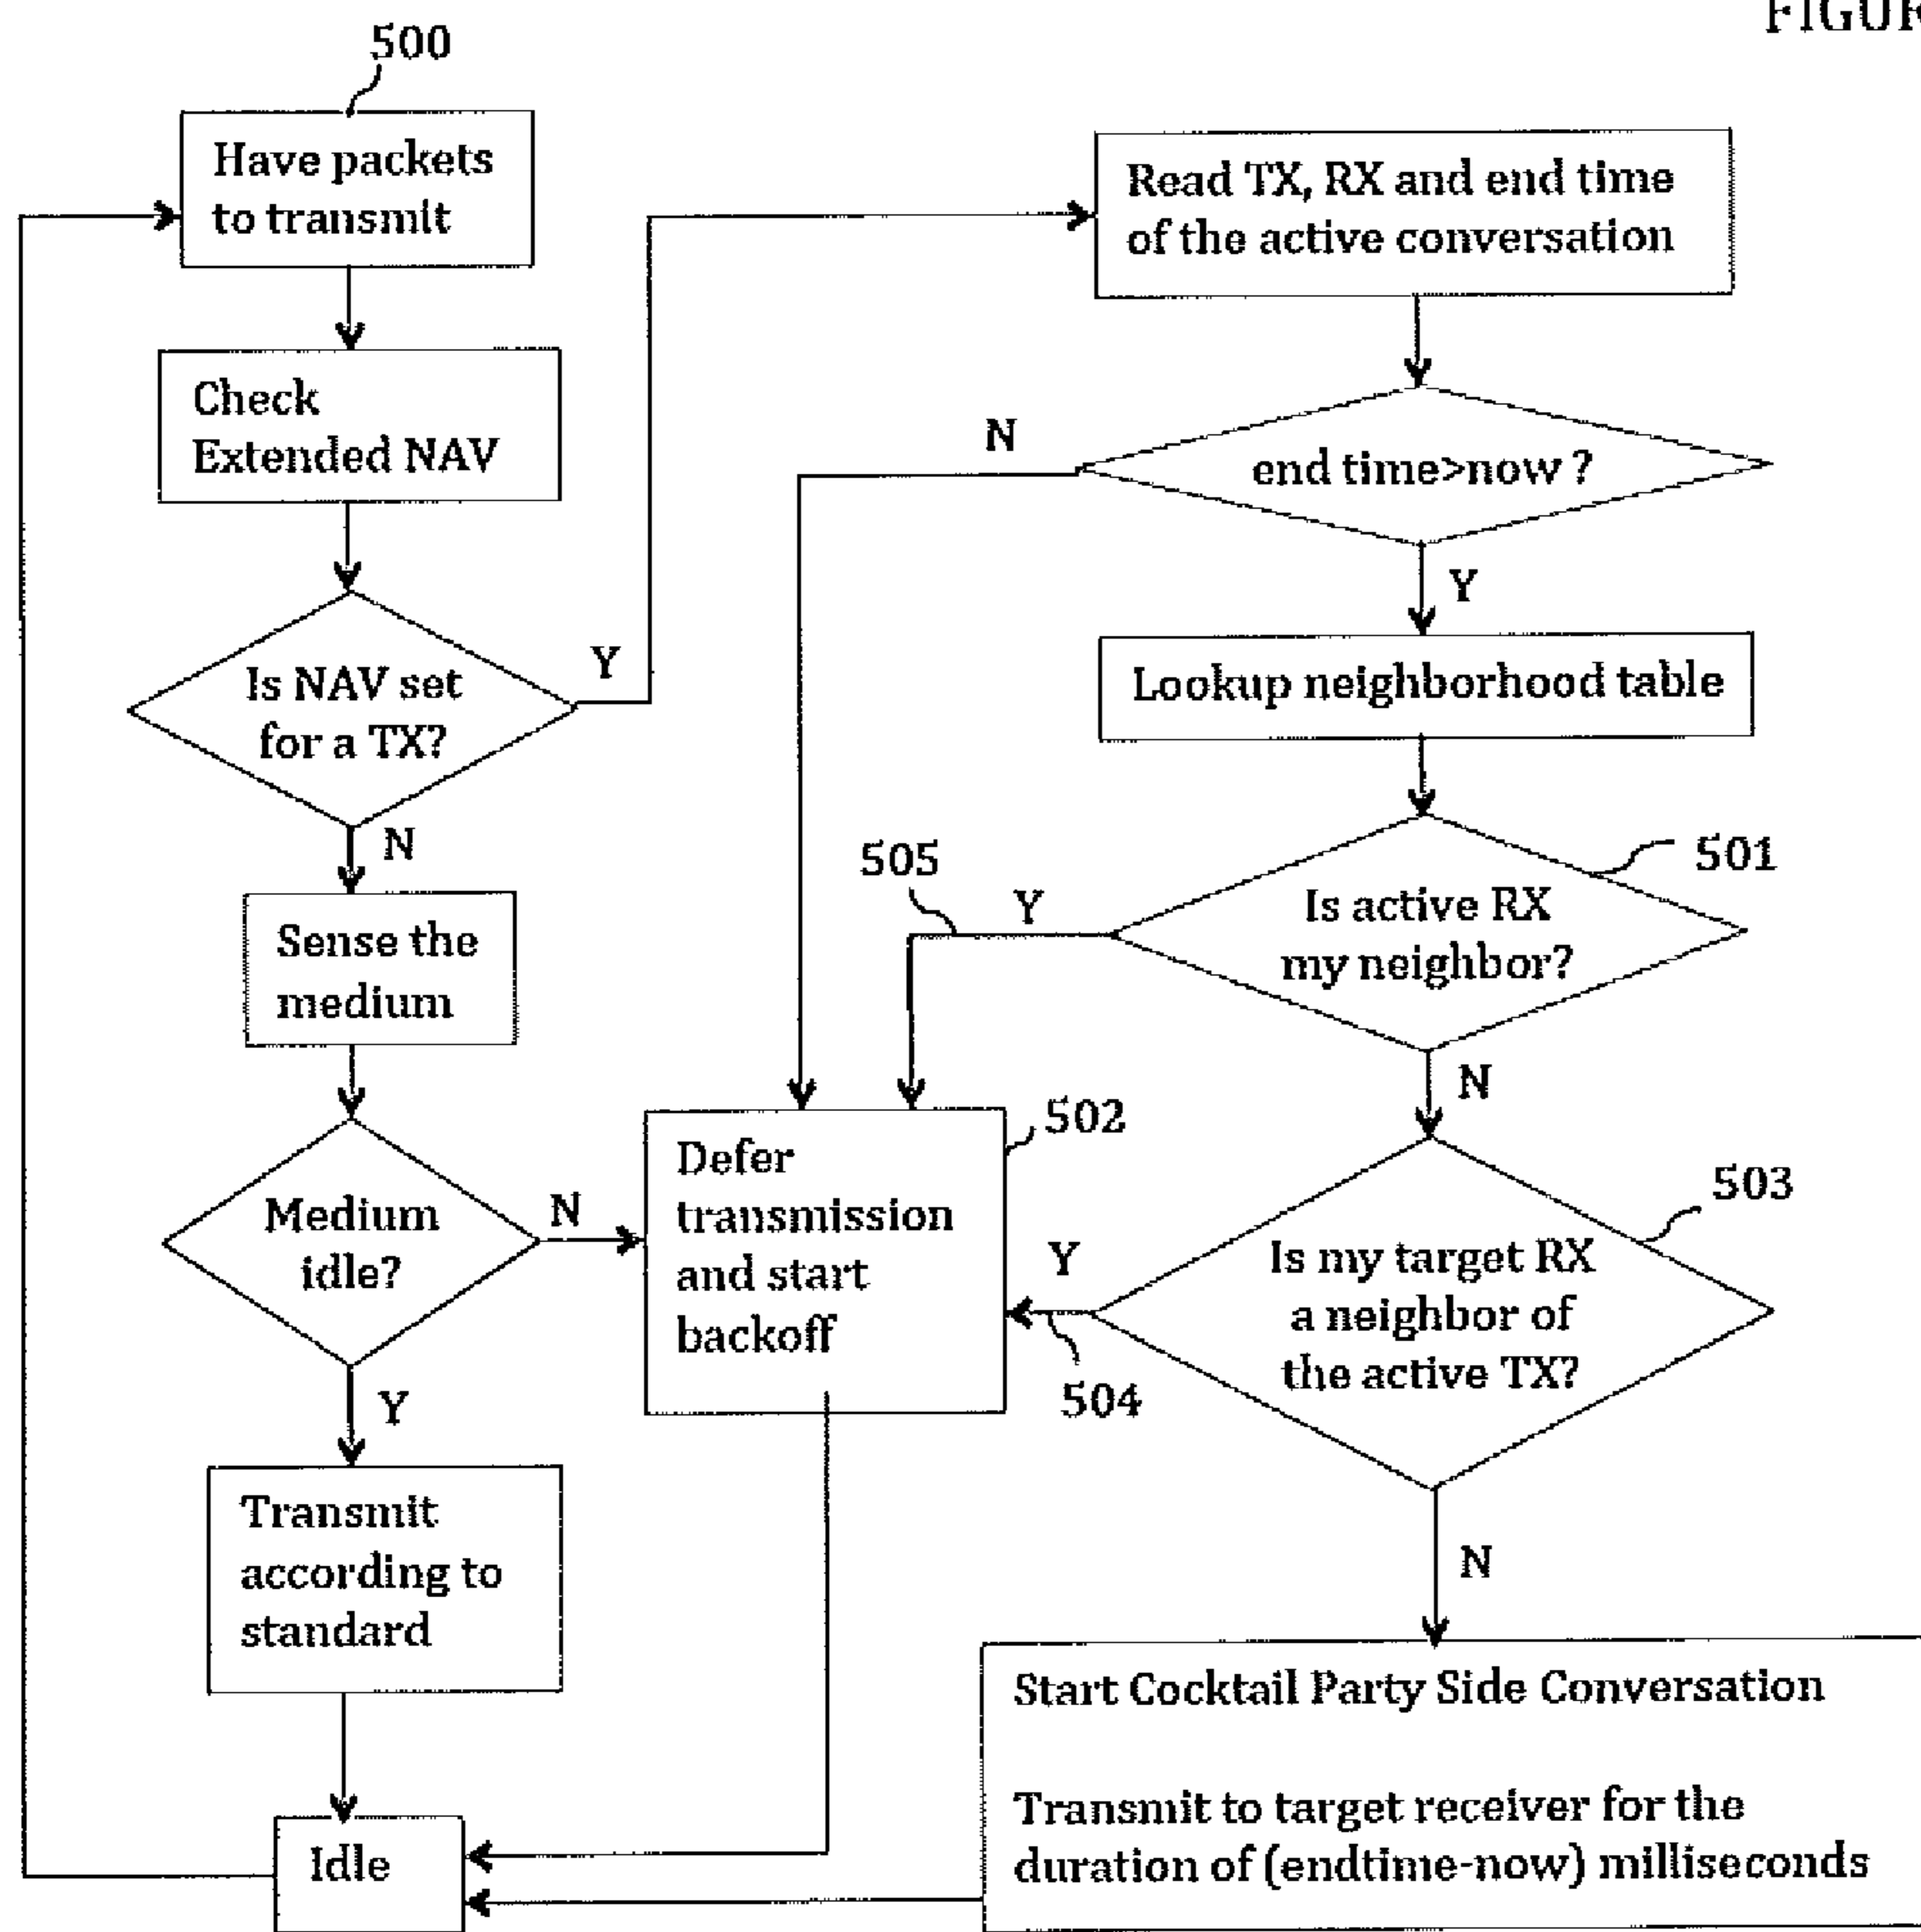 FIGUR
500
Have packets
to transmit
Check
Extended NAV
Is NAV set
for a TX?
Y
N
Sense the
medium
Medium
idle?
N
Y
Transmit
according to
standard
Idle
Defer
transmission
and start
backoff
502
Read TX, RX and end time
of the active conversation
end time>now ?
N
Y
Lookup neighborhood table
Is active RX
my neighbor?
501
505
Y
N
Is my target RX
a neighbor of
the active TX?
503
Y
504
N
Start Cocktail Party Side Conversation
Transmit to target receiver for the
duration of (endtime-now) milliseconds